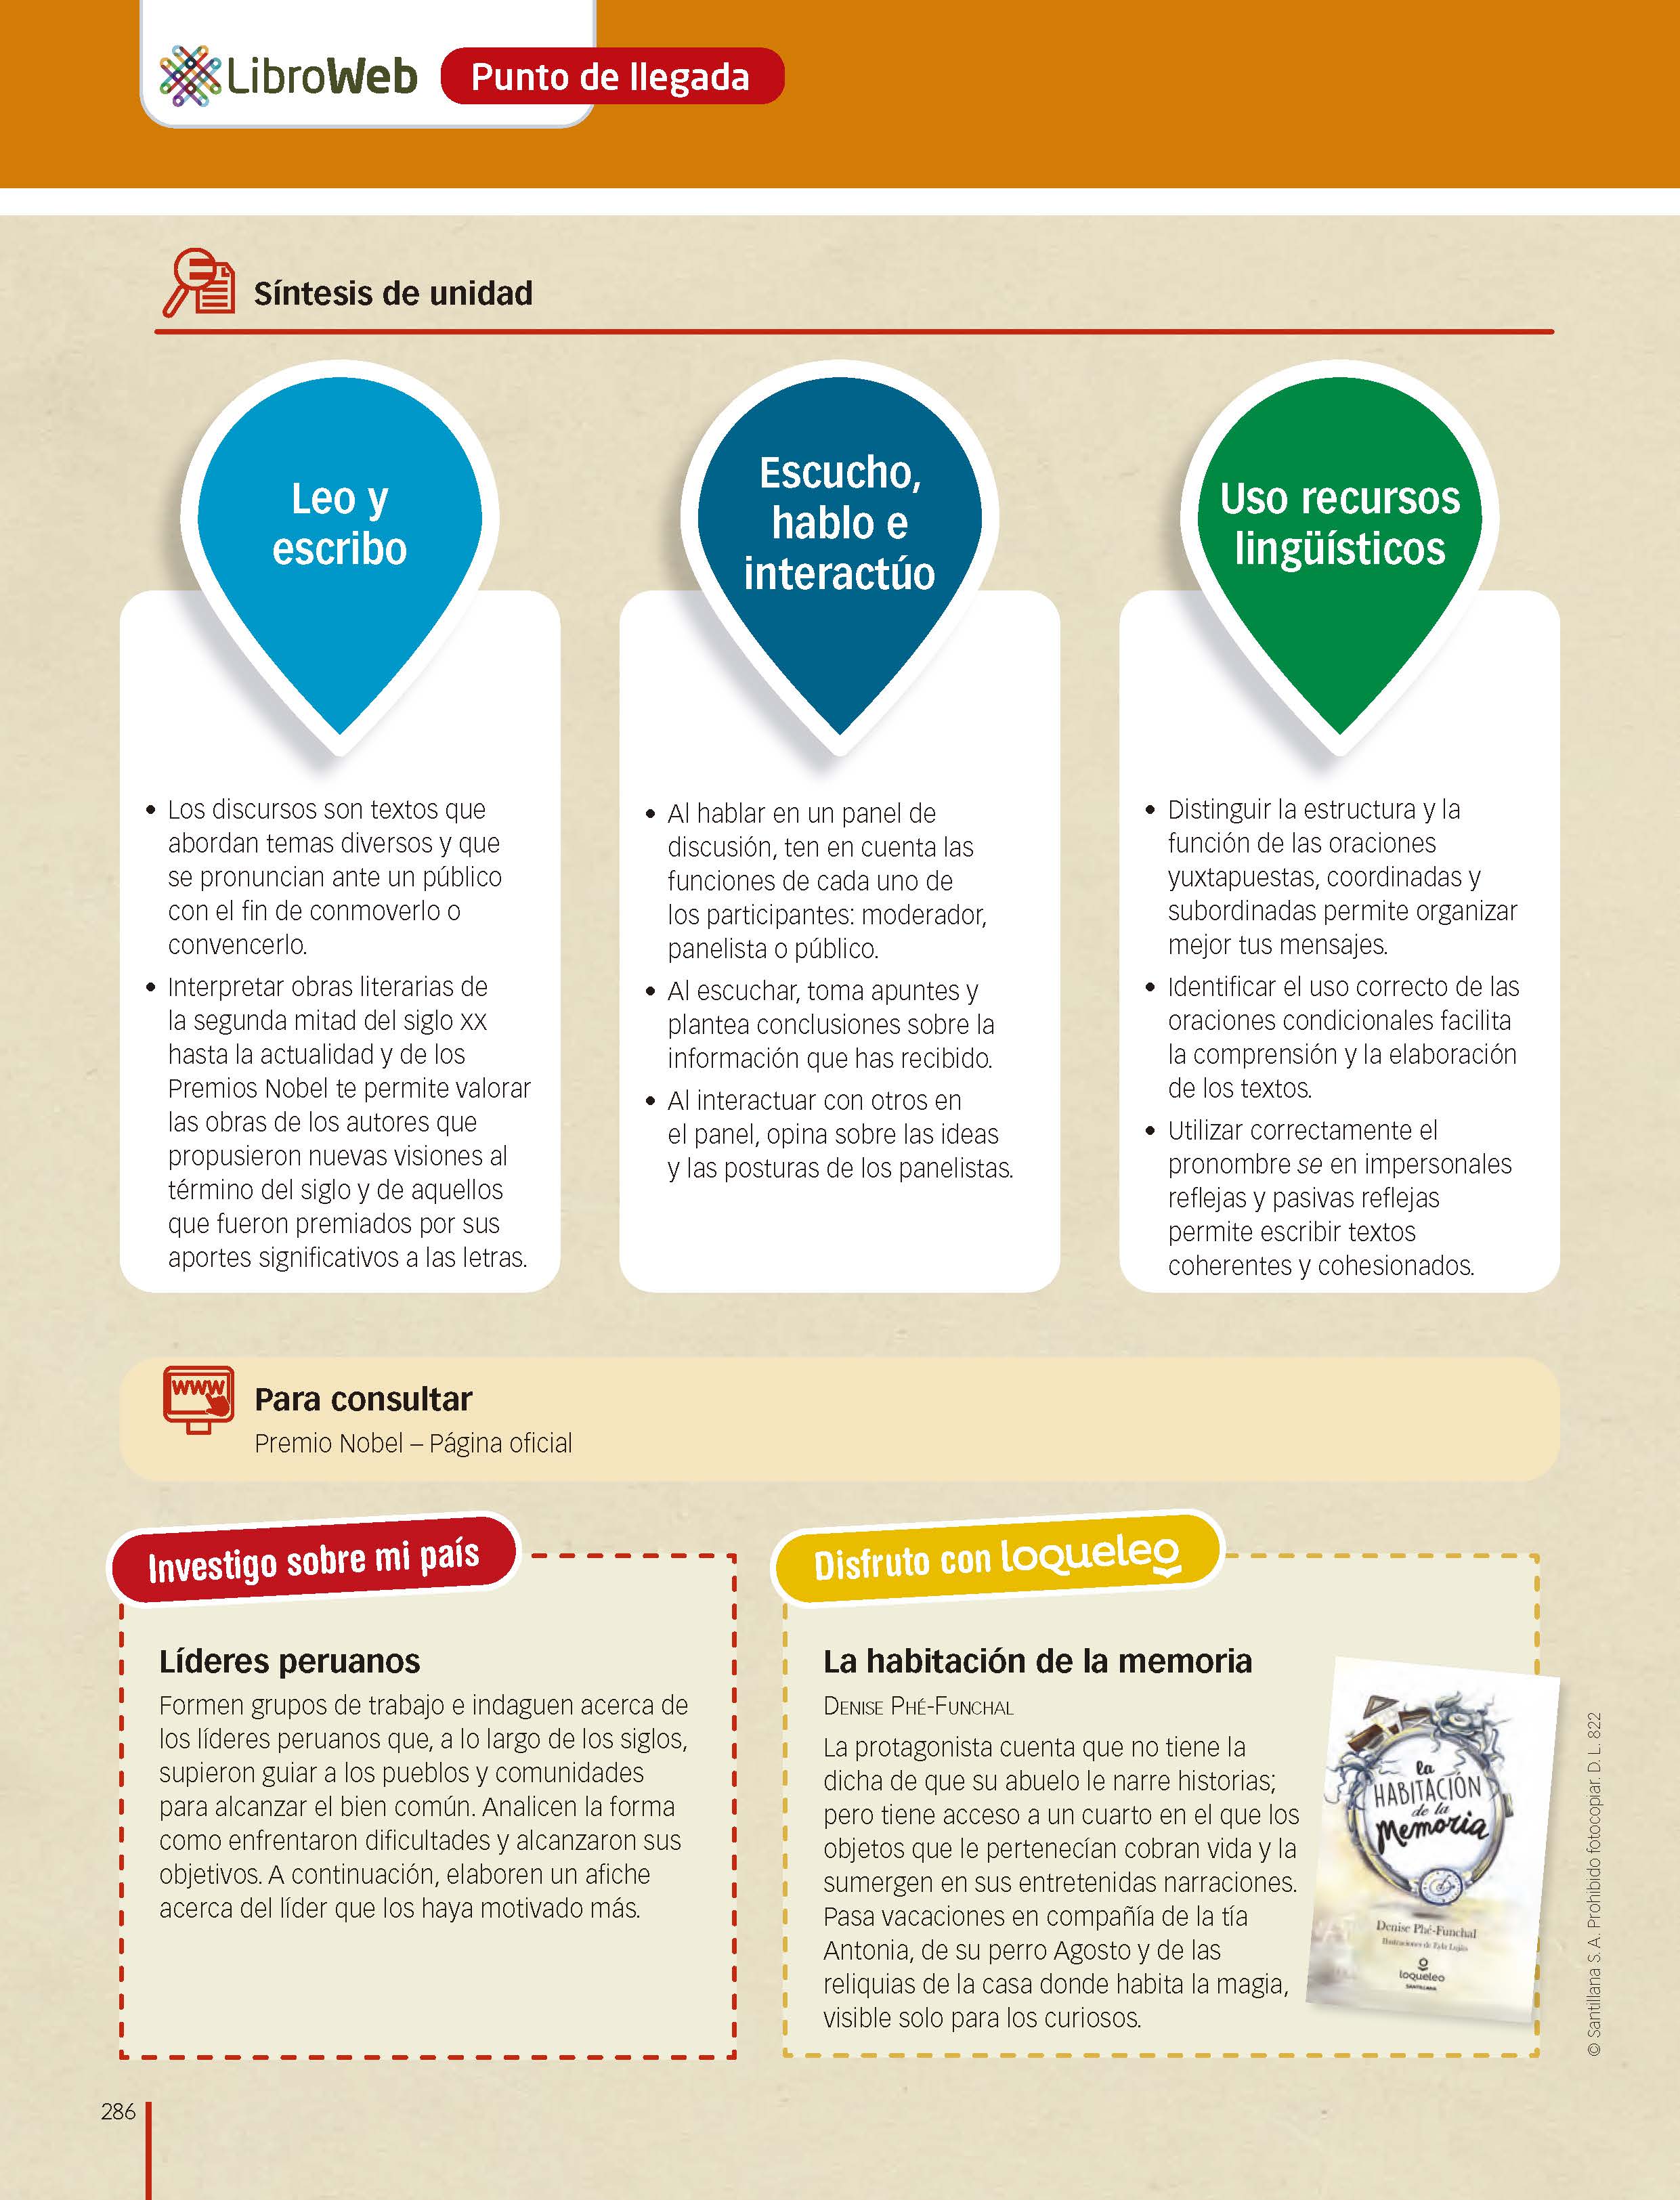 LibroWeb
Punto de llegada
Síntesis de unidad
Leo y
escribo
• Los discursos son textos que
abordan temas diversos y que
se pronuncian ante un público
con el fin de conmoverlo o
convencerlo.
• Interpretar obras literarias de
la segunda mitad del siglo XX
hasta la actualidad y de los
Premios Nobel te permite valorar
las obras de los autores que
propusieron nuevas visiones al
término del siglo y de aquellos
que fueron premiados por sus
aportes significativos a las letras.
Escucho,
hablo e
interactúo
• Al hablar en un panel de
discusión, ten en cuenta las
funciones de cada uno de
los participantes: moderador,
panelista o público.
• Al escuchar, toma apuntes y
plantea conclusiones sobre la
información que has recibido.
• Al interactuar con otros en
el panel, opina sobre las ideas
y las posturas de los panelistas.
Uso recursos
lingüísticos
• Distinguir la estructura y la
función de las oraciones
yuxtapuestas, coordinadas y
subordinadas permite organizar
mejor tus mensajes.
• Identificar el uso correcto de las
oraciones condicionales facilita
la comprensión y la elaboración
de los textos.
• Utilizar correctamente el
pronombre se en impersonales
reflejas y pasivas reflejas
permite escribir textos
coherentes y cohesionados.
www
Para consultar
Premio Nobel – Página oficial
Investigo sobre mi país
Líderes peruanos
Formen grupos de trabajo e indaguen acerca de
los líderes peruanos que, a lo largo de los siglos,
supieron guiar a los pueblos y comunidades
para alcanzar el bien común. Analicen la forma
como enfrentaron dificultades y alcanzaron sus
objetivos. A continuación, elaboren un afiche
acerca del líder que los haya motivado más.
Disfruto con loqueleo
La habitación de la memoria
DENISE PHÉ-FUNCHAL
La protagonista cuenta que no tiene la
dicha de que su abuelo le narre historias;
pero tiene acceso a un cuarto en el que los
objetos que le pertenecían cobran vida y la
sumergen en sus entretenidas narraciones.
Pasa vacaciones en compañía de la tía
Antonia, de su perro Agosto y de las
reliquias de la casa donde habita la magia,
visible solo para los curiosos.
la
HABITACIÓN
de la
Memoria
Denise Phé-Funchal
Ilustraciones de
loqueleo
SANTILLANA
© Santillana S. A. Prohibido fotocopiar. D. L. 822
286